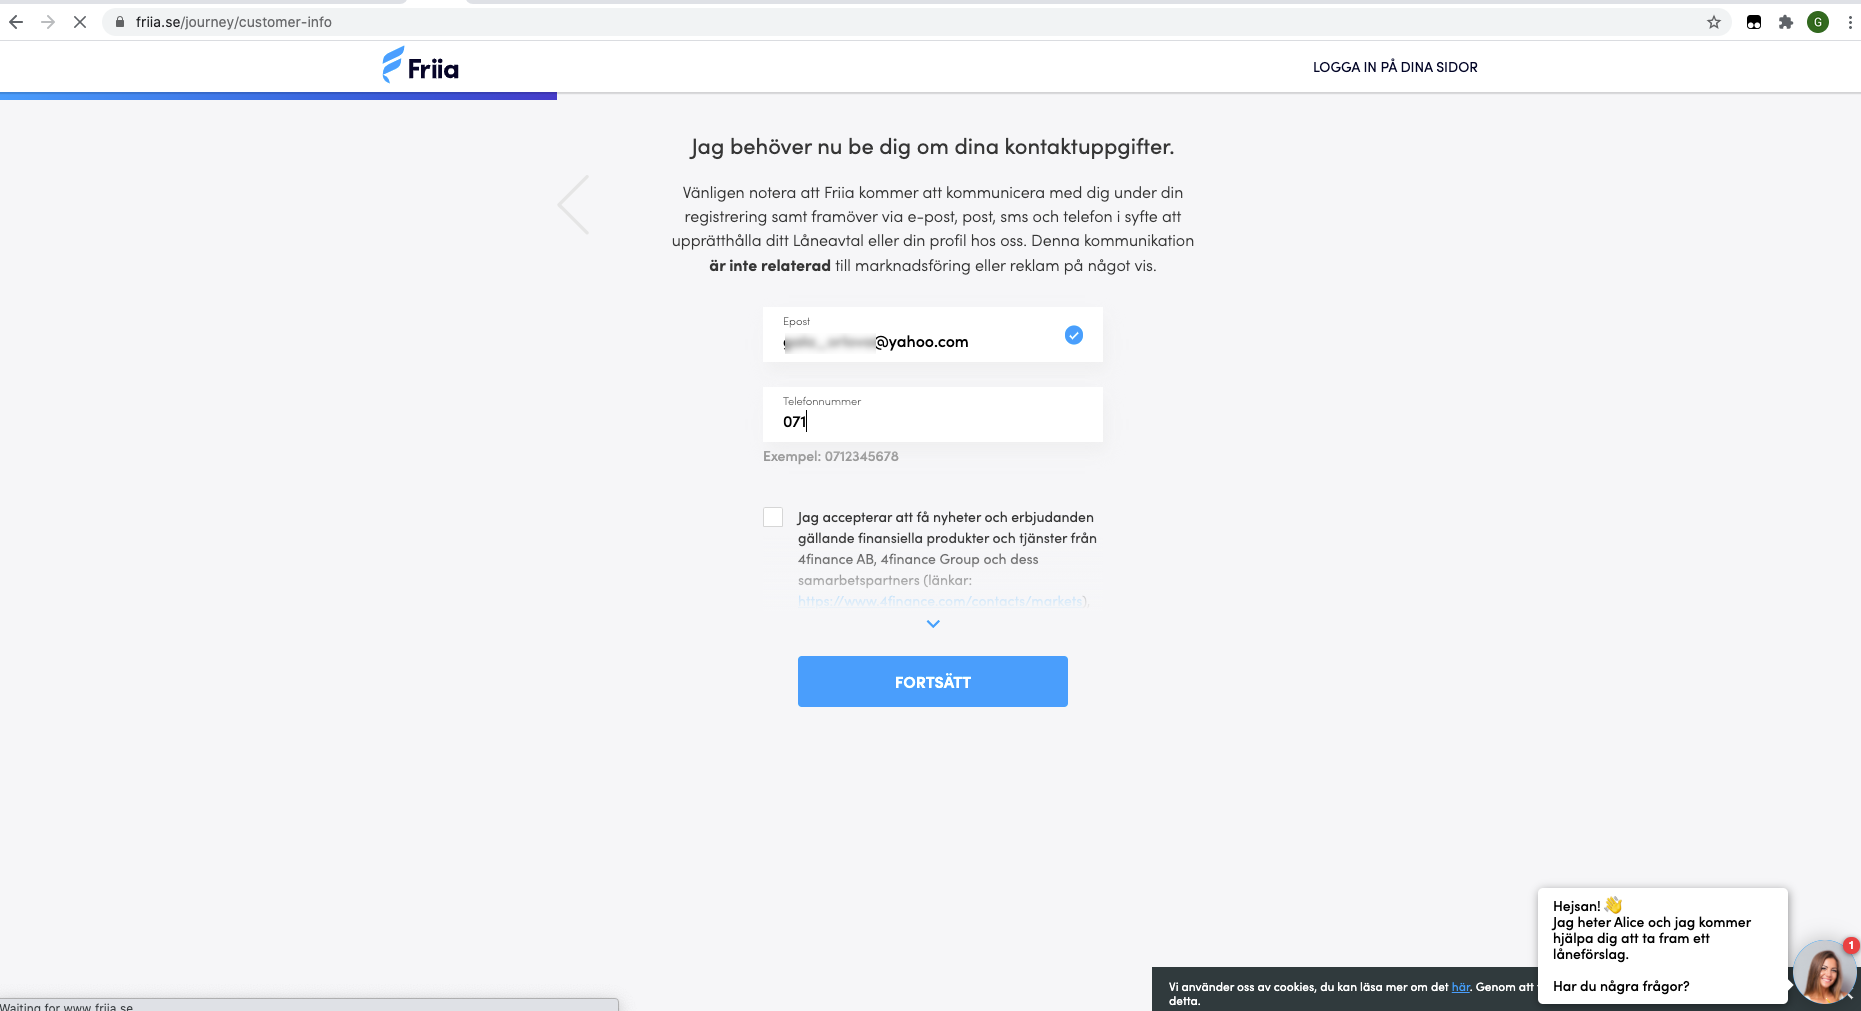 friia.se/journey/customer-info
G
Friia
LOGGA IN PÅ DINA SIDOR
Jag behöver nu be dig om dina kontaktuppgifter.
Vänligen notera att Friia kommer att kommunicera med dig under din
registrering samt framöver via e-post, post, sms och telefon i syfte att
upprätthålla ditt Låneavtal eller din profil hos oss. Denna kommunikation
är inte relaterad till marknadsföring eller reklam på något vis.
Epost
@yahoo.com
Telefonnummer
071
Exempel: 0712345678
Jag accepterar att få nyheter och erbjudanden
gällande finansiella produkter och tjänster från
4finance AB, 4finance Group och dess
samarbetspartners (länkar:
https://www.4finance.com/contacts/markets),
FORTSÄTT
Hejsan! 👋
Jag heter Alice och jag kommer
hjälpa dig att ta fram ett
låneförslag.
Har du några frågor?
1
Vi använder oss av cookies, du kan läsa mer om det här. Genom att
detta.
Waiting for www.friia.se